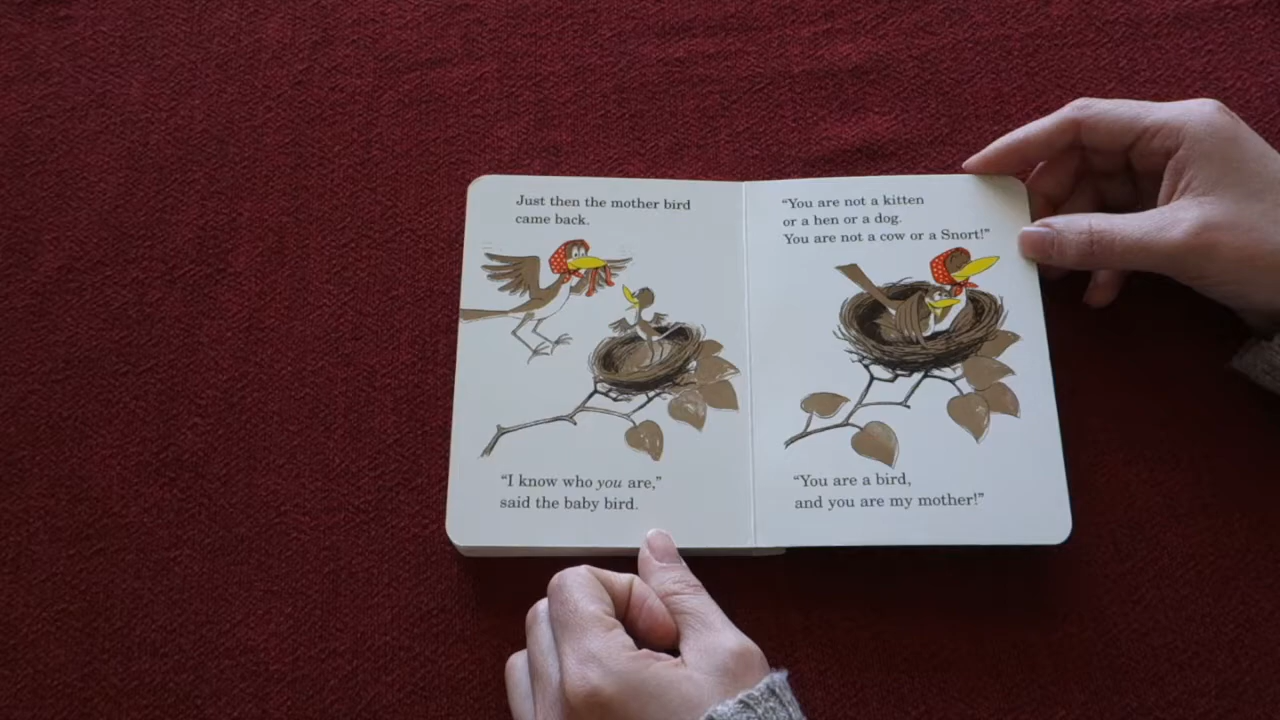 Just then the mother bird
came back.
“I know who you are,”
said the baby bird.
“You are not a kitten
or a hen or a dog.
You are not a cow or a Snort!”
“You are a bird,
and you are my mother!”